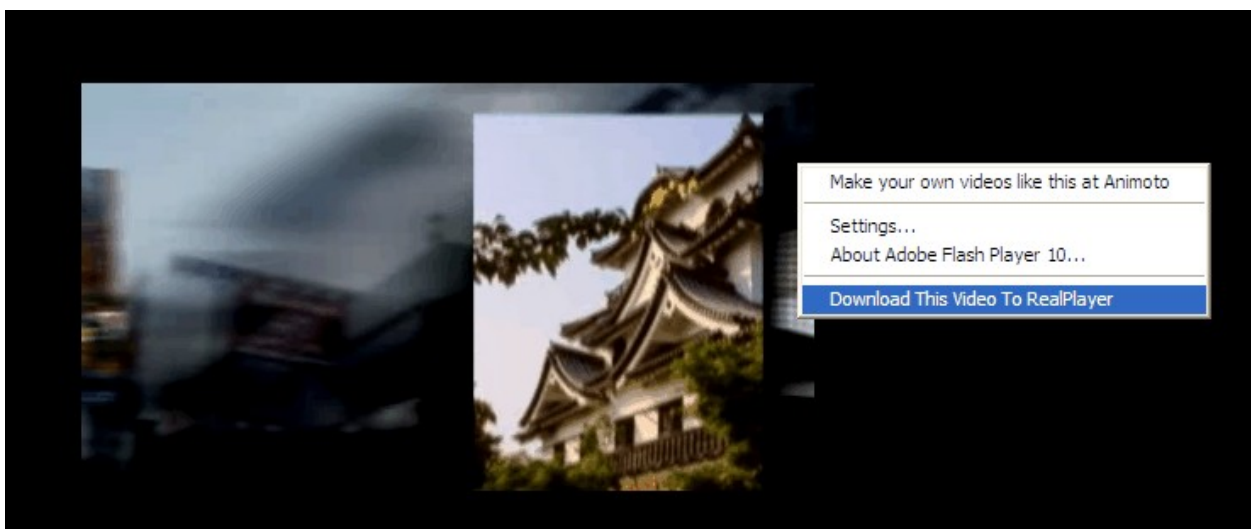 Make your own videos like this at Animoto
Settings...
About Adobe Flash Player 10...
Download This Video To RealPlayer